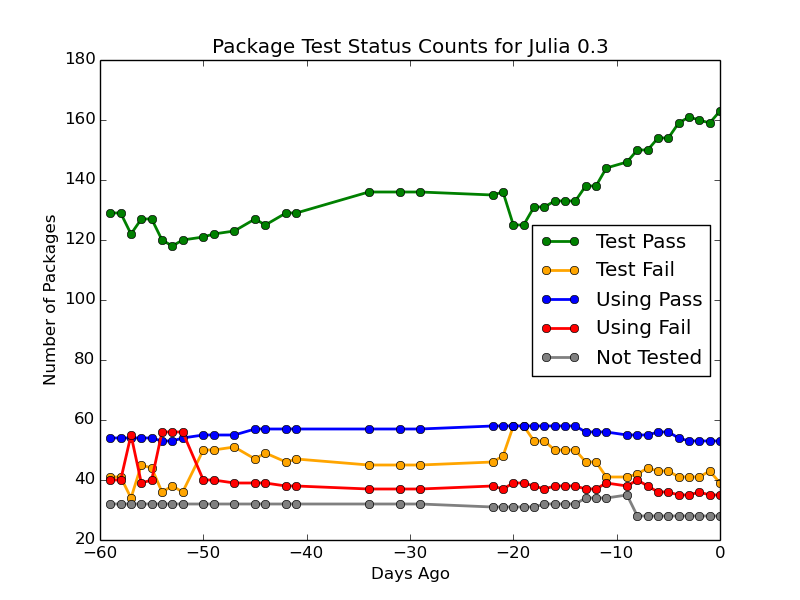 Package Test Status Counts for Julia 0.3
180
160
140
120
100
80
60
40
20
Number of Packages
Test Pass
Test Fail
Using Pass
Using Fail
Not Tested
−60 −50 −40 −30 −20 −10 0
Days Ago